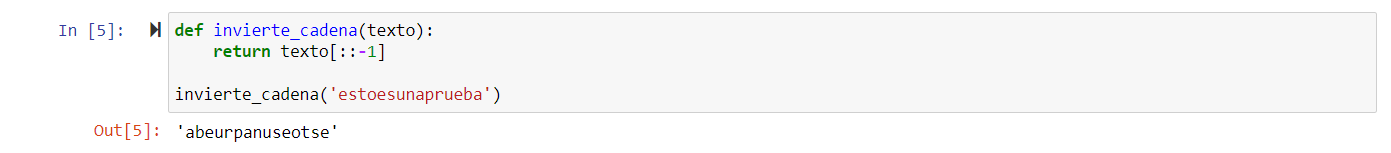 In [5]: def invierte_cadena(texto):
    return texto[::-1]

invierte_cadena('estoesunaprueba')
Out[5]: 'abeurpanuseotse'